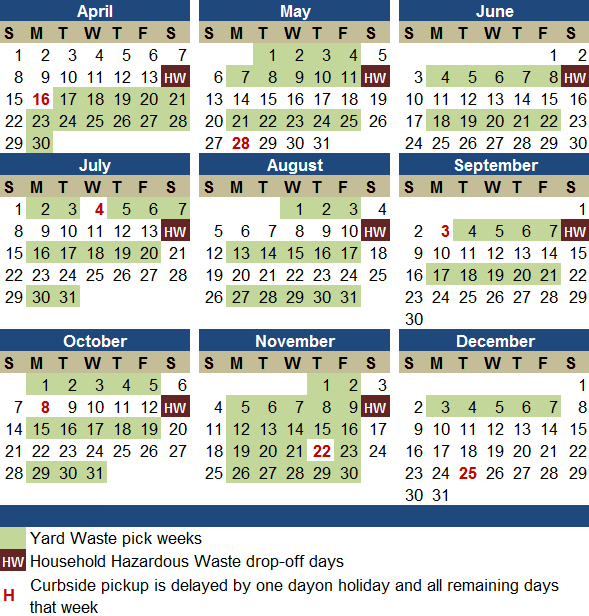 April May June
S M T W T F S S M T W T F S S M T W T F S
1 2 3 4 5 6 7 1 2 3 4 5 1 2
8 9 10 11 12 13 HW 6 7 8 9 10 11 HW 3 4 5 6 7 8 HW
15 16 17 18 19 20 21 13 14 15 16 17 18 19 10 11 12 13 14 15 16
22 23 24 25 26 27 28 20 21 22 23 24 25 26 17 18 19 20 21 22 23
29 30 27 28 29 30 31 24 25 26 27 28 29 30
July August September
S M T W T F S S M T W T F S S M T W T F S
1 2 3 4 5 6 7 1 2 3 4 1
8 9 10 11 12 13 HW 5 6 7 8 9 10 HW 2 3 4 5 6 7 HW
15 16 17 18 19 20 21 12 13 14 15 16 17 18 9 10 11 12 13 14 15
22 23 24 25 26 27 28 19 20 21 22 23 24 25 16 17 18 19 20 21 22
29 30 31 26 27 28 29 30 31 23 24 25 26 27 28 29
30
October November December
S M T W T F S S M T W T F S S M T W T F S
1 2 3 4 5 6 1 2 3 1
7 8 9 10 11 12 HW 4 5 6 7 8 9 HW 2 3 4 5 6 7 8
14 15 16 17 18 19 20 11 12 13 14 15 16 17 9 10 11 12 13 14 15
21 22 23 24 25 26 27 18 19 20 21 22 23 24 16 17 18 19 20 21 22
28 29 30 31 25 26 27 28 29 30 23 24 25 26 27 28 29
30 31
Yard Waste pick weeks
HW Household Hazardous Waste drop-off days
H Curbside pickup is delayed by one dayon holiday and all remaining days
that week